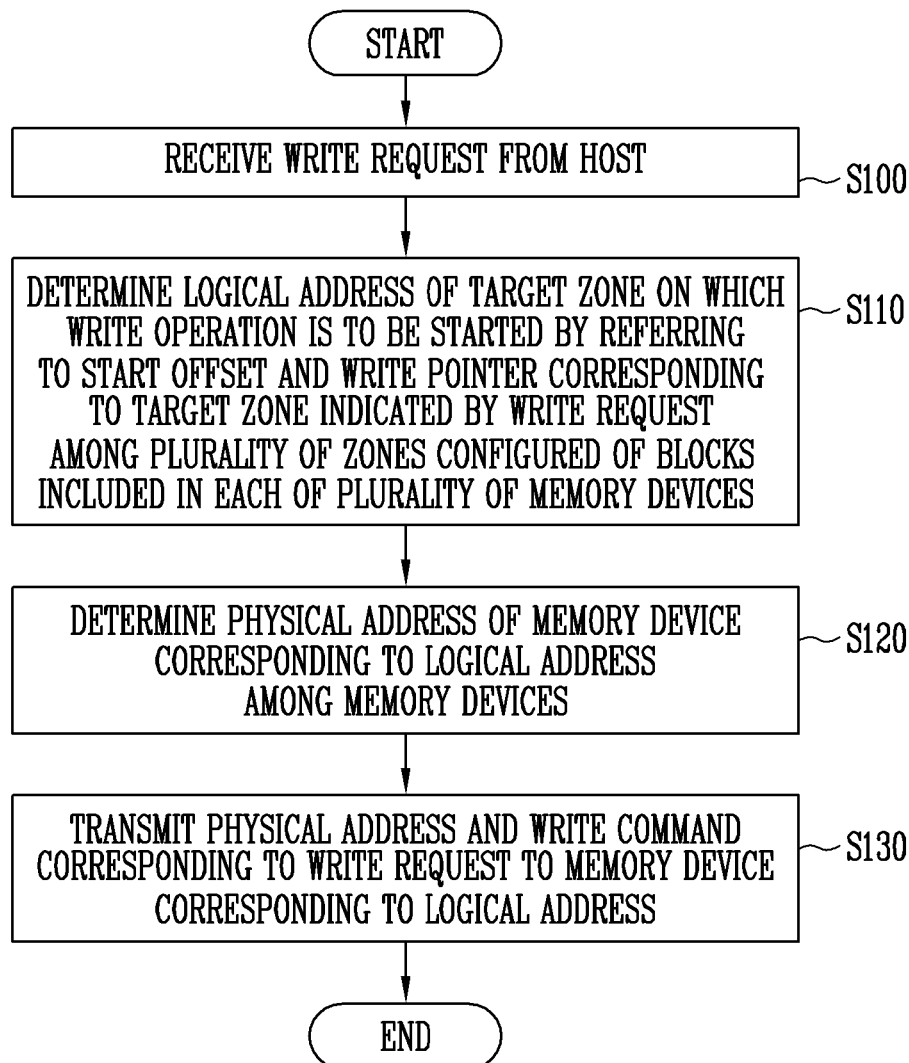 START
RECEIVE WRITE REQUEST FROM HOST
S100
DETERMINE LOGICAL ADDRESS OF TARGET ZONE ON WHICH
WRITE OPERATION IS TO BE STARTED BY REFERRING
TO START OFFSET AND WRITE POINTER CORRESPONDING
TO TARGET ZONE INDICATED BY WRITE REQUEST
AMONG PLURALITY OF ZONES CONFIGURED OF BLOCKS
INCLUDED IN EACH OF PLURALITY OF MEMORY DEVICES
S110
DETERMINE PHYSICAL ADDRESS OF MEMORY DEVICE
CORRESPONDING TO LOGICAL ADDRESS
AMONG MEMORY DEVICES
S120
TRANSMIT PHYSICAL ADDRESS AND WRITE COMMAND
CORRESPONDING TO WRITE REQUEST TO MEMORY DEVICE
CORRESPONDING TO LOGICAL ADDRESS
S130
END